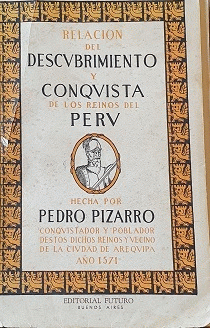 RELACION
DEL
DESCVBRIMIENTO
Y
CONQVISTA
DE LOS REINOS DEL
PERV
HECHA POR
PEDRO PIZARRO
CONQVISTADOR Y POBLADOR
DESTOS DICHOS REINOS Y VECINO
DE LA CIVDAD DE AREQVIPA
AÑO 1571
EDITORIAL FUTURO
BUENOS AIRES